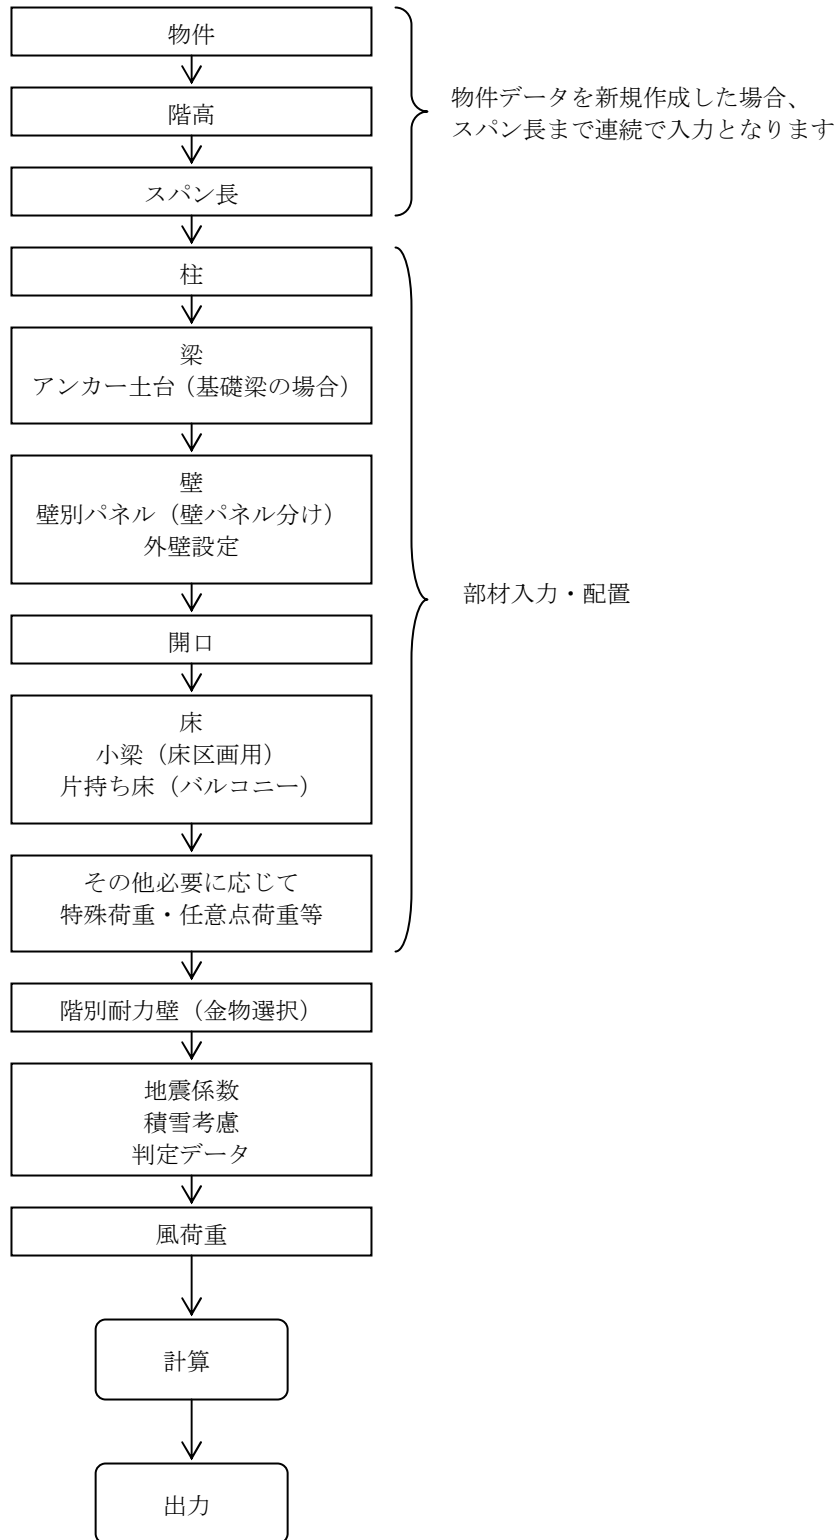 物件
物件データを新規作成した場合、
スパン長まで連続で入力となります
階高
スパン長
柱
梁
アンカー土台（基礎梁の場合）
壁
壁別パネル（壁パネル分け）
外壁設定
部材入力・配置
開口
床
小梁（床区画用）
片持ち床（バルコニー）
その他必要に応じて
特殊荷重・任意点荷重等
階別耐力壁（金物選択）
地震係数
積雪考慮
判定データ
風荷重
計算
出力